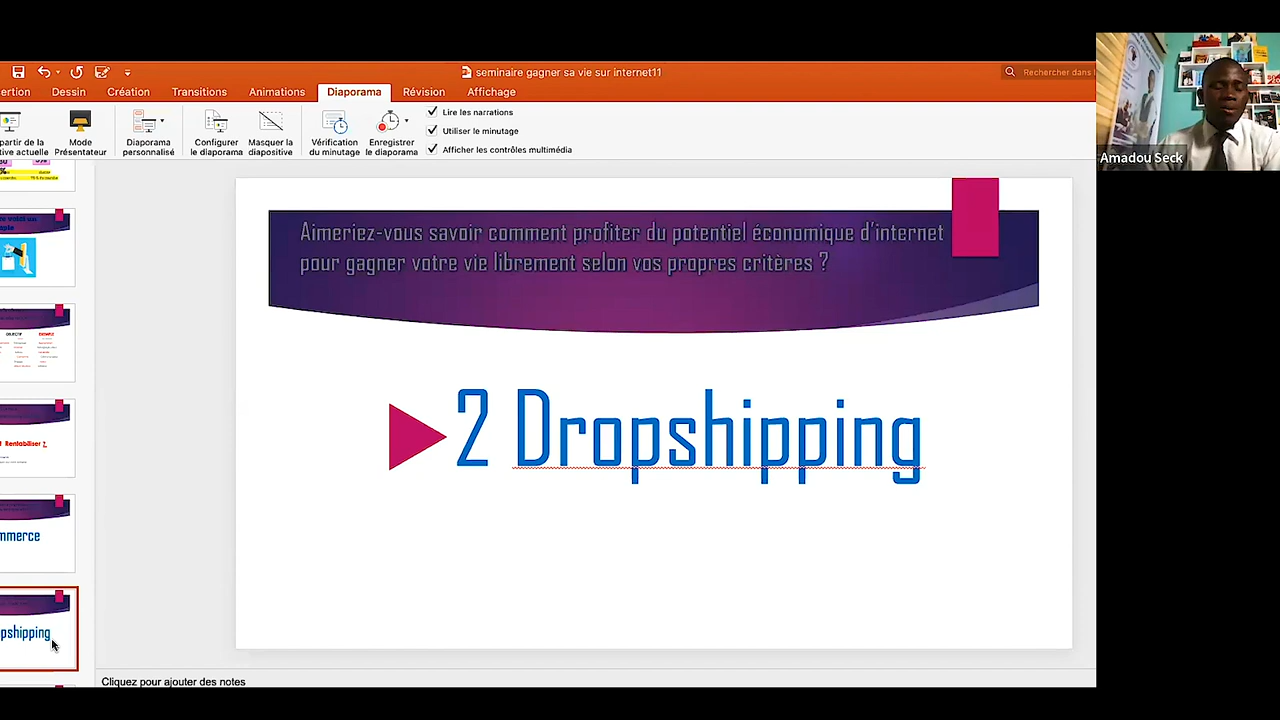 seminaire gagner sa vie sur internet11
Rechercher dans l
ertion Dessin Création Transitions Animations Diaporama Révision Affichage
partir de la
tive actuelle
Mode
Présentateur
Diaporama
personnalisé
Configurer
le diaporama
Masquer la
diapositive
Vérification
du minutage
Enregistrer
le diaporama
Lire les narrations
Utiliser le minutage
Afficher les contrôles multimédia
Amadou Seck
Aimeriez-vous savoir comment profiter du potentiel économique d'internet
pour gagner votre vie librement selon vos propres critères ?
2 Dropshipping
OBJECTIF
Rentabiliser ?
mmerce
pshipping
Cliquez pour ajouter des notes